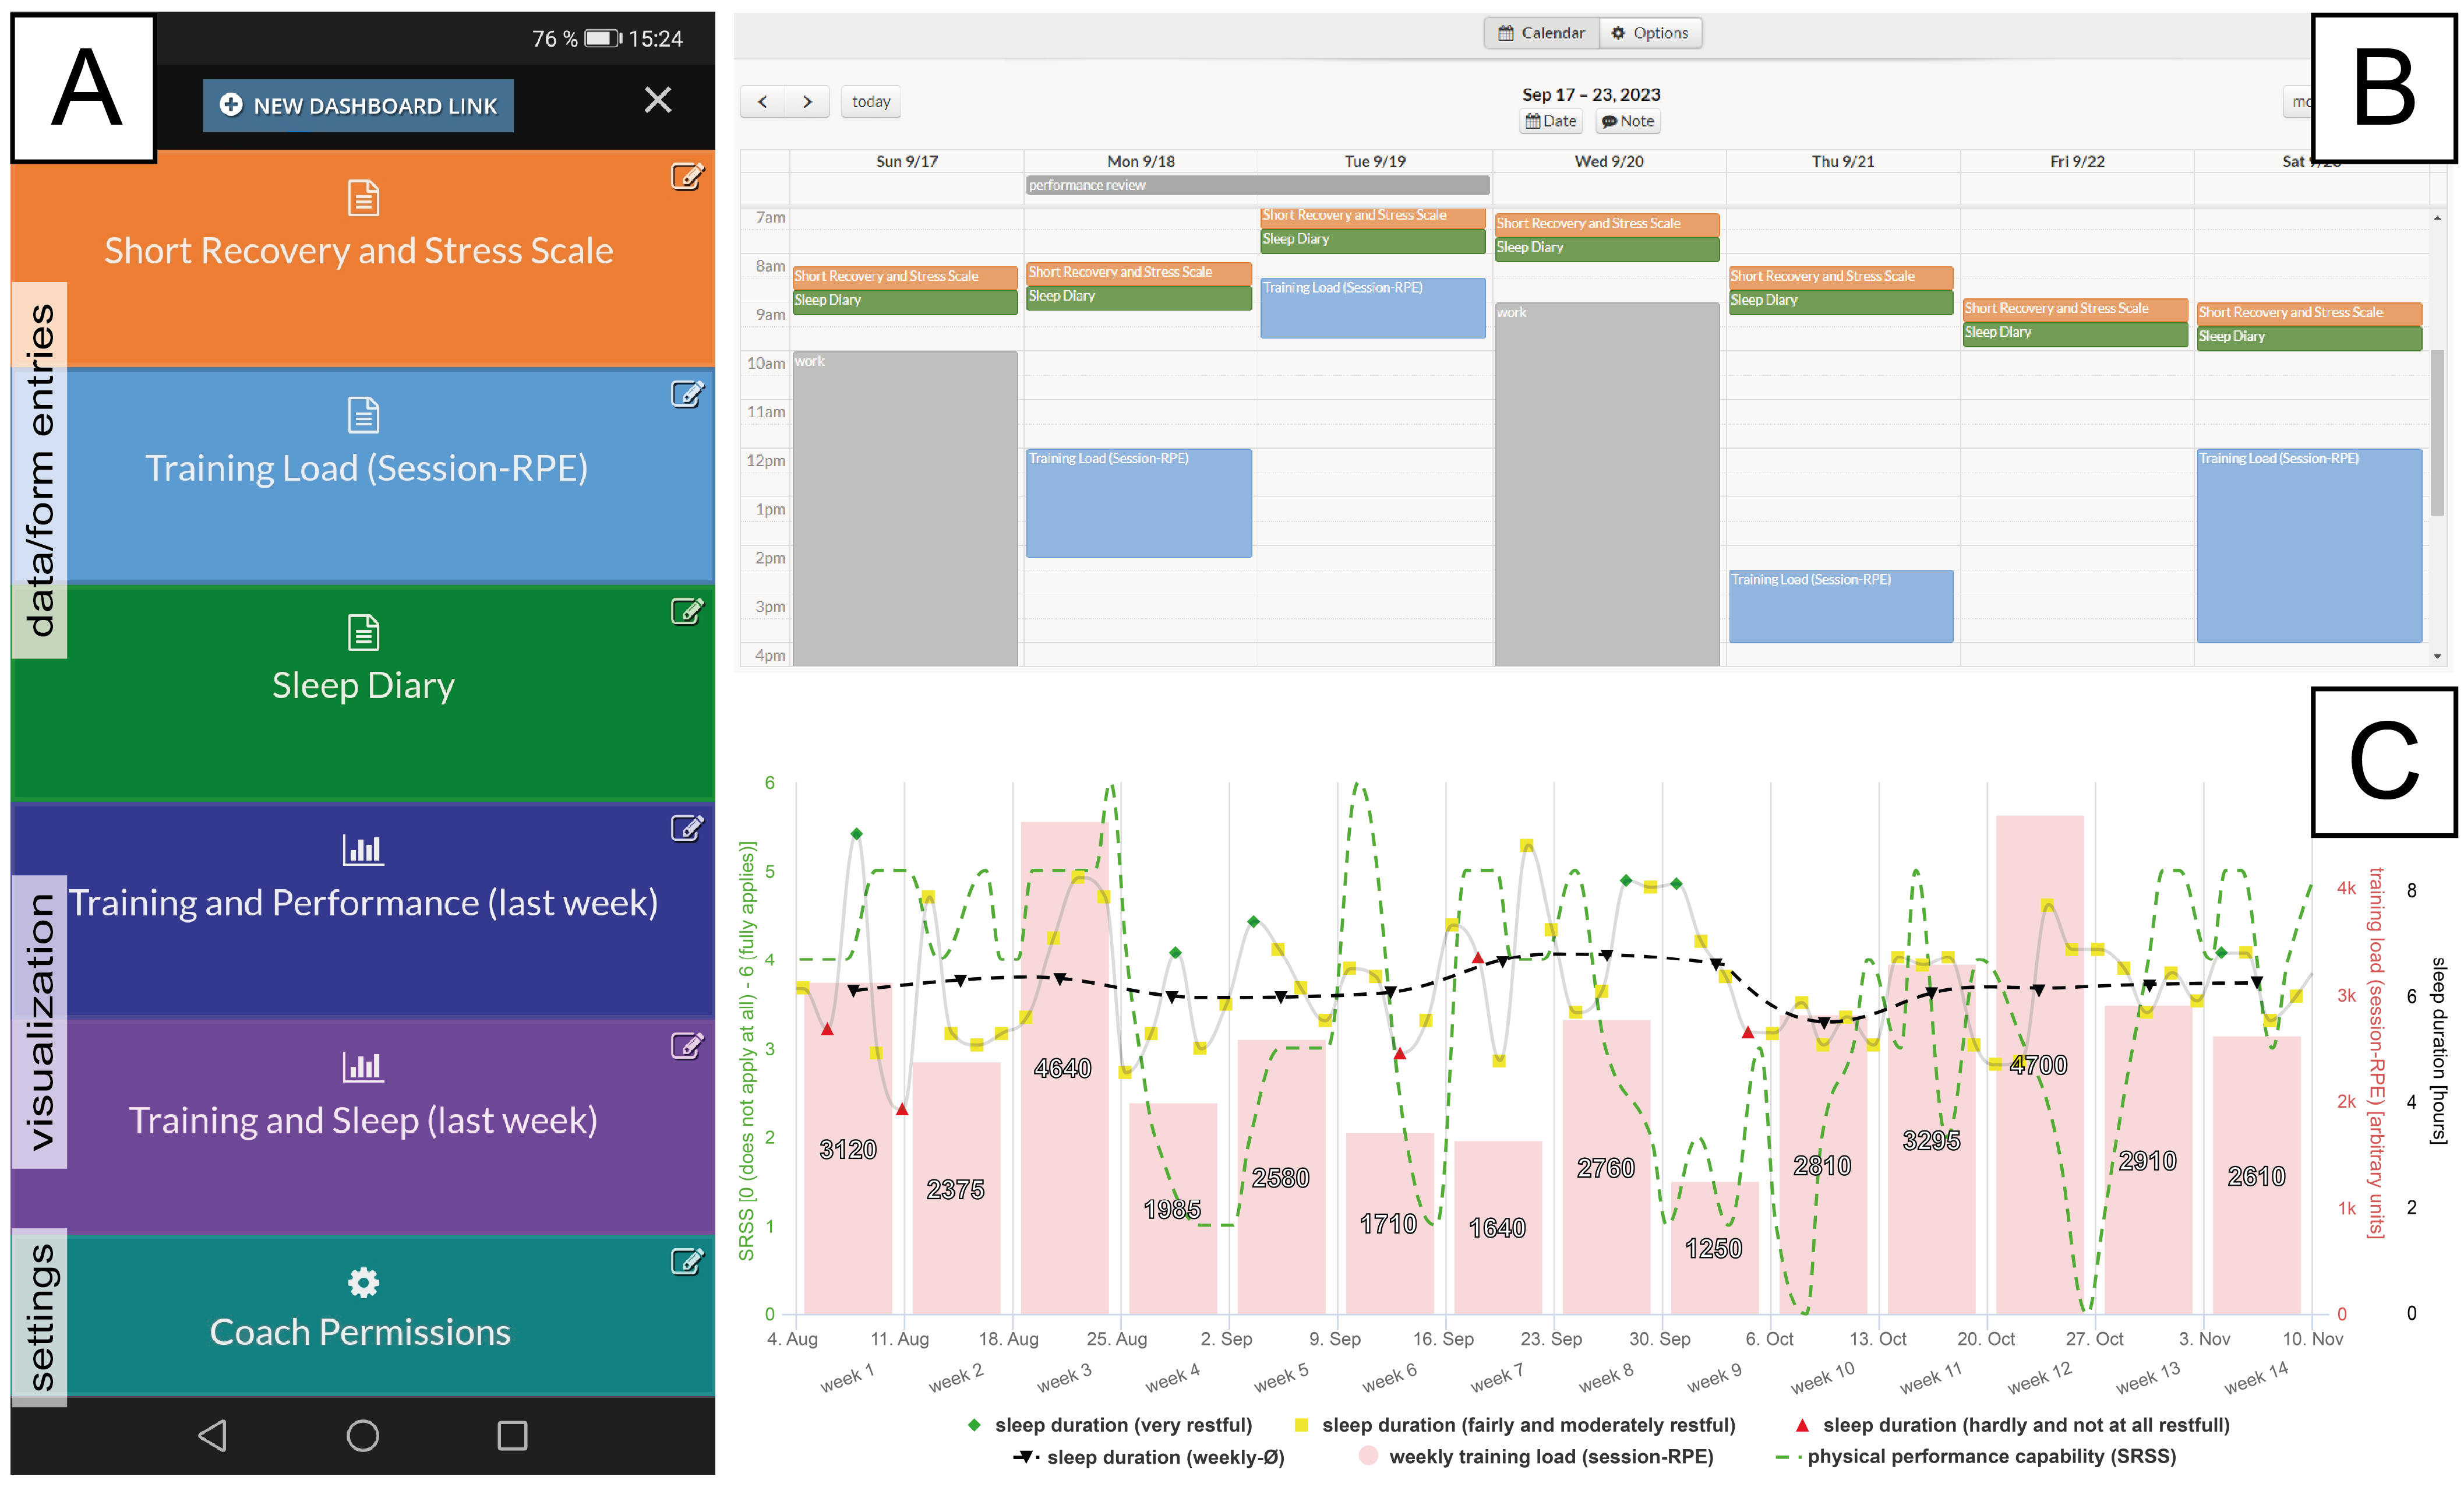 A
76 % 15:24
NEW DASHBOARD LINK
data/form entries
Short Recovery and Stress Scale
Training Load (Session-RPE)
Sleep Diary
visualization
Training and Performance (last week)
Training and Sleep (last week)
settings
Coach Permissions
B
Calendar Options
today
Sep 17 – 23, 2023
Date Note
Sun 9/17 Mon 9/18 Tue 9/19 Wed 9/20 Thu 9/21 Fri 9/22 Sat
performance review
7am
8am
9am
10am
11am
12pm
1pm
2pm
3pm
4pm
Short Recovery and Stress Scale
Sleep Diary
work
Short Recovery and Stress Scale
Sleep Diary
Training Load (Session-RPE)
Short Recovery and Stress Scale
Sleep Diary
Training Load (Session-RPE)
Short Recovery and Stress Scale
Sleep Diary
work
Short Recovery and Stress Scale
Sleep Diary
Training Load (Session-RPE)
Short Recovery and Stress Scale
Sleep Diary
Short Recovery and Stress Scale
Sleep Diary
Training Load (Session-RPE)
C
SRSS [0 (does not apply at all) - 6 (fully applies)]
6
5
4
3
2
1
0
3120
2375
4640
1985
2580
1710
1640
2760
1250
2810
3295
4700
2910
2610
4k
3k
2k
1k
0
training load (session-RPE) [arbitrary units]
8
6
4
2
0
sleep duration [hours]
4. Aug 11. Aug 18. Aug 25. Aug 2. Sep 9. Sep 16. Sep 23. Sep 30. Sep 6. Oct 13. Oct 20. Oct 27. Oct 3. Nov 10. Nov
week 1 week 2 week 3 week 4 week 5 week 6 week 7 week 8 week 9 week 10 week 11 week 12 week 13 week 14
sleep duration (very restful) sleep duration (fairly and moderately restful) sleep duration (hardly and not at all restfull)
sleep duration (weekly-Ø) weekly training load (session-RPE) physical performance capability (SRSS)